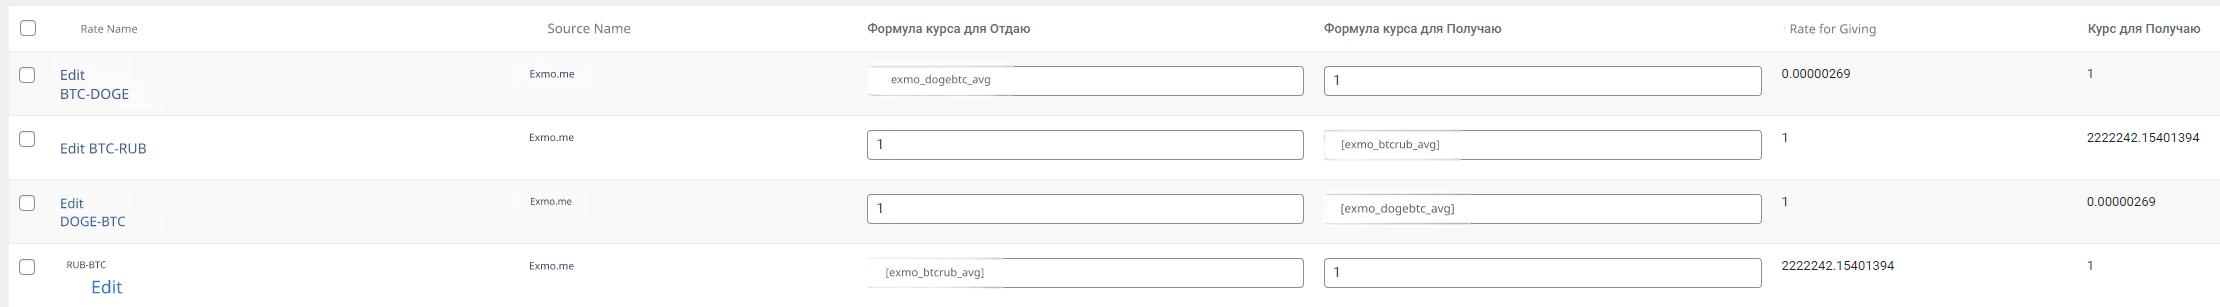 Rate Name Source Name Формула курса для Отдаю Формула курса для Получаю Rate for Giving Курс для Получаю
Edit
BTC-DOGE
Exmo.me exmo_dogebtc_avg 1 0.00000269 1
Edit BTC-RUB
Exmo.me 1 [exmo_btcrub_avg] 1 2222242.15401394
Edit
DOGE-BTC
Exmo.me 1 [exmo_dogebtc_avg] 1 0.00000269
RUB-BTC
Edit
Exmo.me [exmo_btcrub_avg] 1 2222242.15401394 1